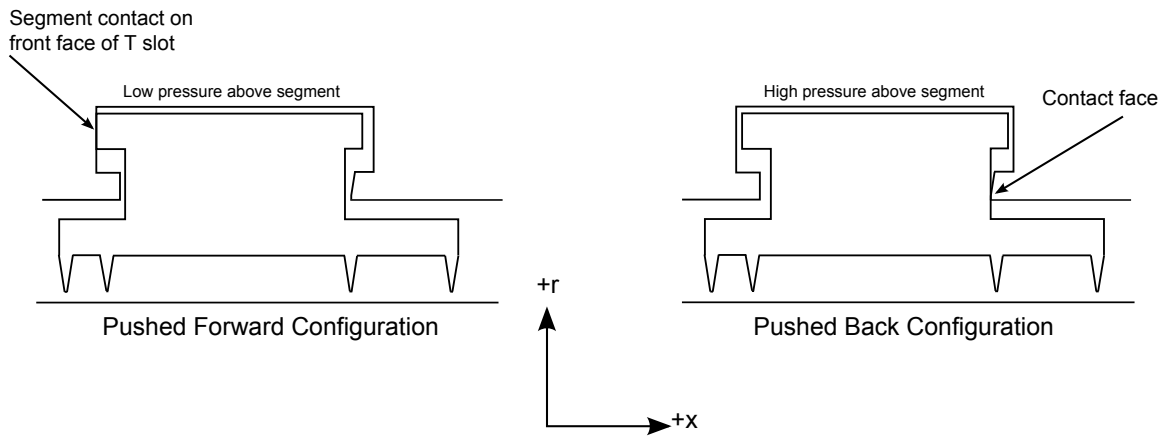 Segment contact on
front face of T slot
Low pressure above segment
High pressure above segment
Contact face
Pushed Forward Configuration
Pushed Back Configuration
+r
+x